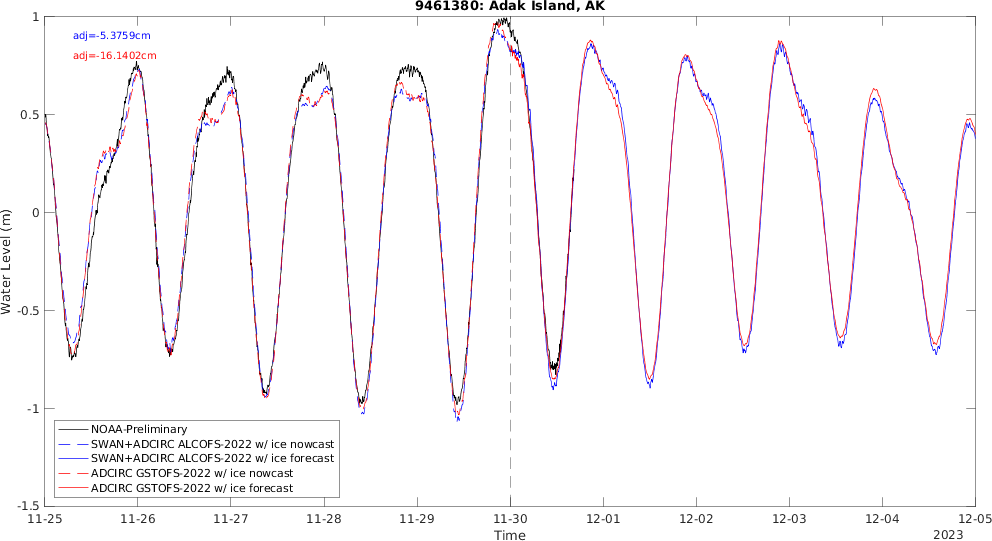 9461380: Adak Island, AK
adj=-5.3759cm
adj=-16.1402cm
Water Level (m)
1
0.5
0
-0.5
-1
-1.5
NOAA-Preliminary
SWAN+ADCIRC ALCOFS-2022 w/ ice nowcast
SWAN+ADCIRC ALCOFS-2022 w/ ice forecast
ADCIRC GSTOFS-2022 w/ ice nowcast
ADCIRC GSTOFS-2022 w/ ice forecast
11-25 11-26 11-27 11-28 11-29 11-30 12-01 12-02 12-03 12-04 12-05
Time
2023